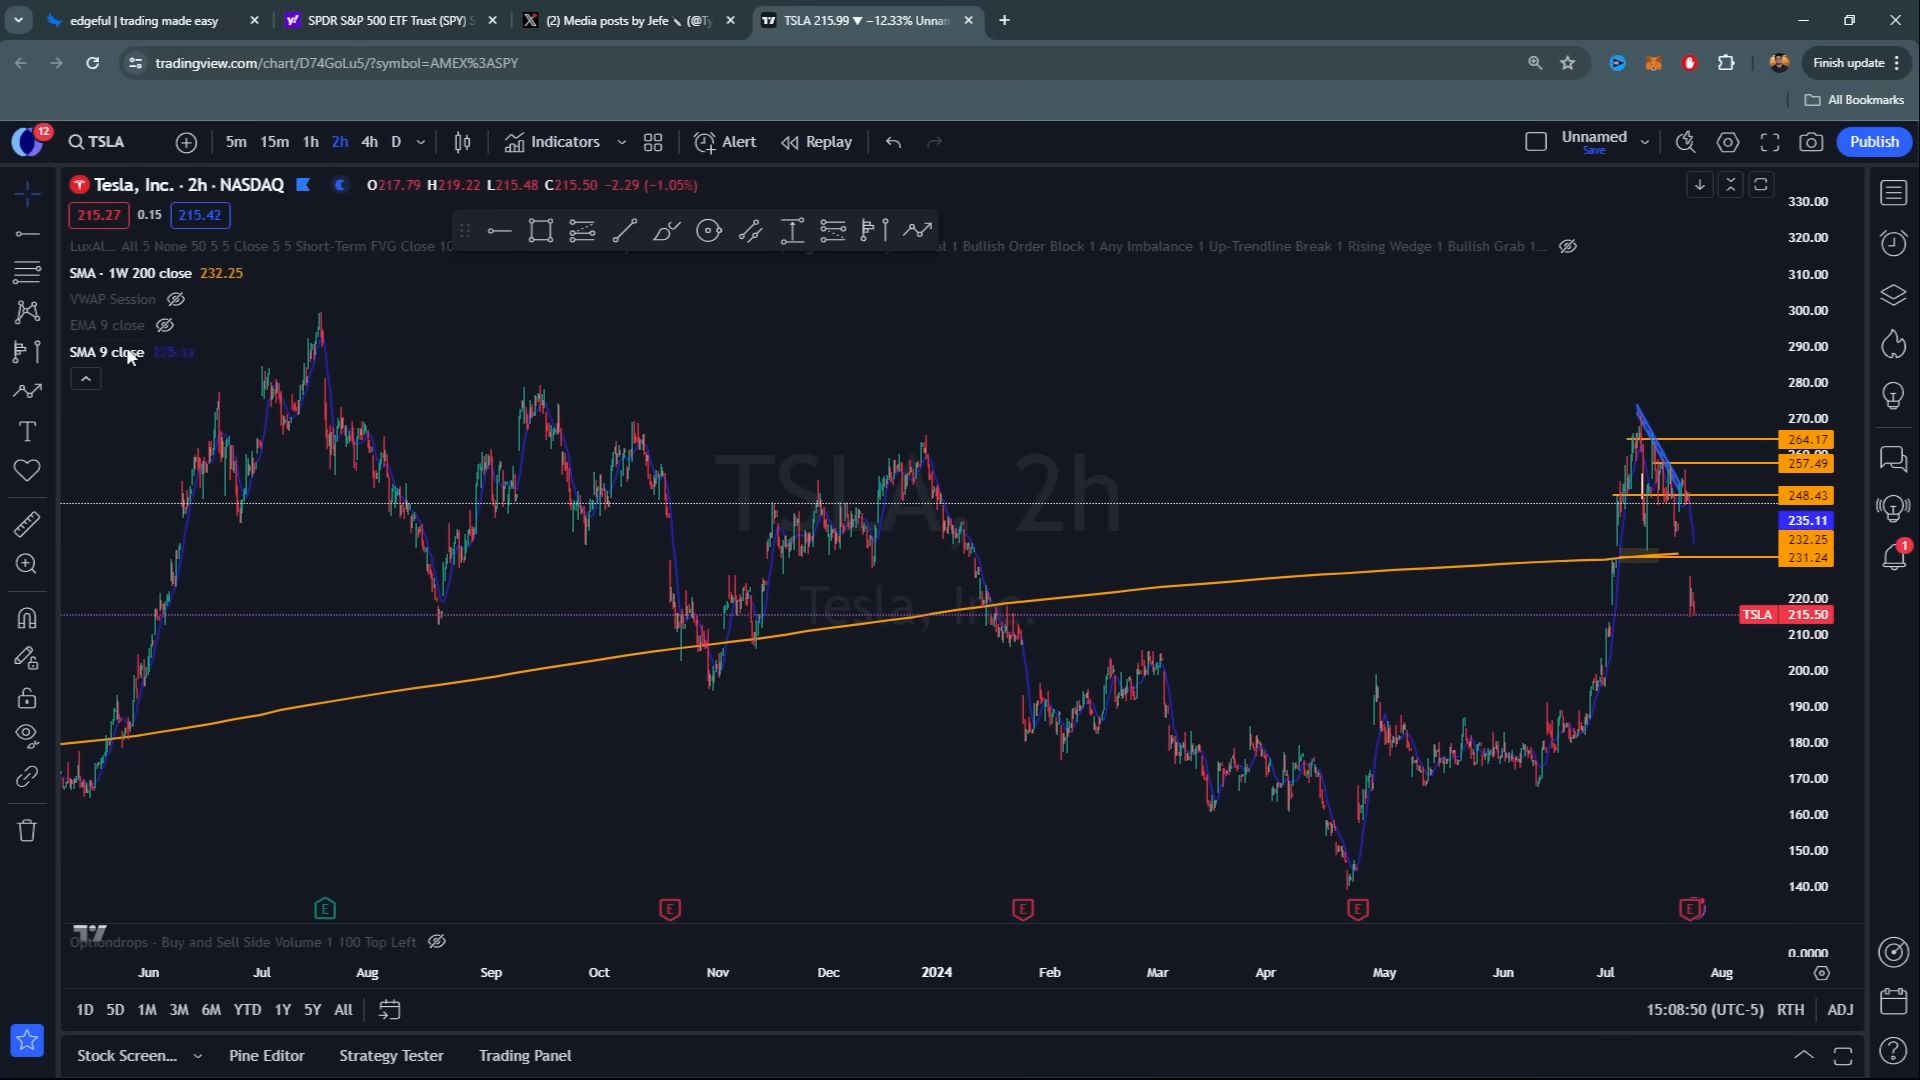 edgeful | trading made easy
SPDR S&P 500 ETF Trust (SPY) S
(2) Media posts by Jefe (@Ty
TSLA 215.99 ▼ −12.33% Unnam
tradingview.com/chart/D74GoLu5/?symbol=AMEX%3ASPY
Finish update
All Bookmarks
12
TSLA
5m 15m 1h 2h 4h D
Indicators
Alert
Replay
Unnamed
Save
Publish
Tesla, Inc. · 2h · NASDAQ
O217.79 H219.22 L215.48 C215.50 −2.29 (−1.05%)
215.27 0.15 215.42
LuxAl... All 5 None 50 5 5 Close 5 5 Short-Term FVG Close 10
al 1 Bullish Order Block 1 Any Imbalance 1 Up-Trendline Break 1 Rising Wedge 1 Bullish Grab 1...
SMA · 1W 200 close 232.25
VWAP Session
EMA 9 close
SMA 9 close 235.11
TSLA, 2h
Tesla, Inc.
330.00
320.00
310.00
300.00
290.00
280.00
270.00
264.17
260.00
257.49
248.43
235.11
232.25
231.24
220.00
TSLA 215.50
210.00
200.00
190.00
180.00
170.00
160.00
150.00
140.00
E E E E E
1
Optiondrops - Buy and Sell Side Volume 1 100 Top Left
0.0000
Jun Jul Aug Sep Oct Nov Dec 2024 Feb Mar Apr May Jun Jul Aug
1D 5D 1M 3M 6M YTD 1Y 5Y All
15:08:50 (UTC-5) RTH ADJ
Stock Screen... Pine Editor Strategy Tester Trading Panel